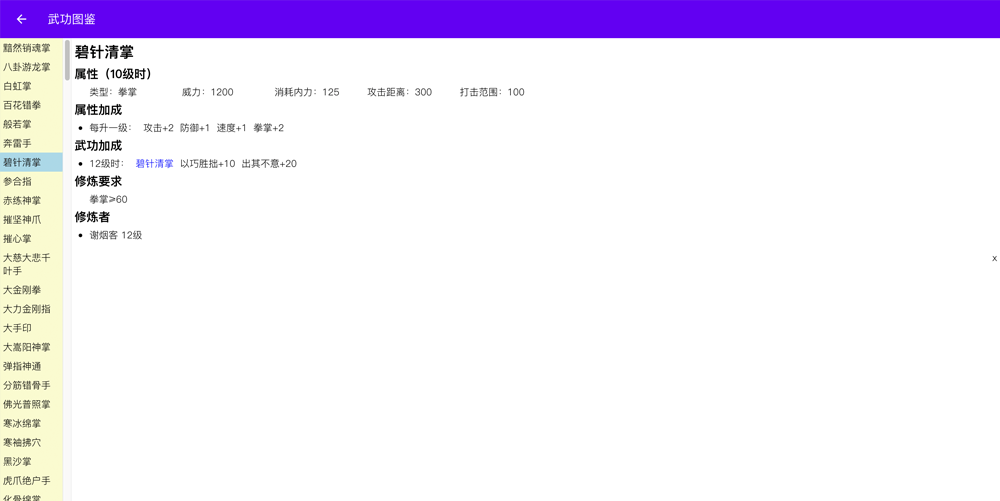 武功图鉴
黯然销魂掌
八卦游龙掌
白虹掌
百花错拳
般若掌
奔雷手
碧针清掌
参合指
赤练神掌
摧坚神爪
摧心掌
大慈大悲千
叶手
大金刚拳
大力金刚指
大手印
大嵩阳神掌
弹指神通
分筋错骨手
佛光普照掌
寒冰绵掌
寒袖拂穴
黑沙掌
虎爪绝户手
化骨绵掌
碧针清掌
属性（10级时）
类型：拳掌 威力：1200 消耗内力：125 攻击距离：300 打击范围：100
属性加成
每升一级： 攻击+2 防御+1 速度+1 拳掌+2
武功加成
12级时： 碧针清掌 以巧胜拙+10 出其不意+20
修炼要求
拳掌≥60
修炼者
谢烟客 12级
x